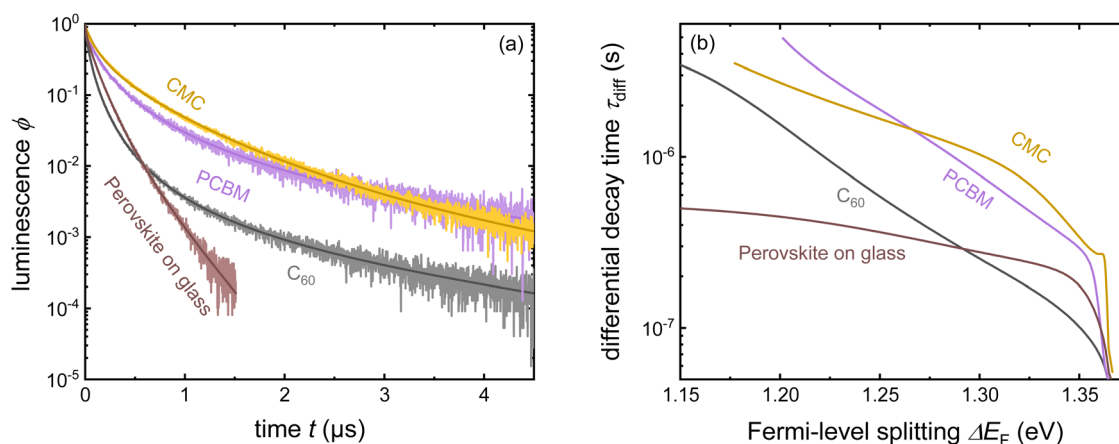 (a)
10⁰
10⁻¹
10⁻²
10⁻³
10⁻⁴
10⁻⁵
luminescence ϕ
CMC
PCBM
Perovskite on glass
C₆₀
0
1
2
3
4
time t (µs)
(b)
10⁻⁶
10⁻⁷
differential decay time τdiff (s)
CMC
PCBM
C₆₀
Perovskite on glass
1.15
1.20
1.25
1.30
1.35
Fermi-level splitting ΔEF (eV)